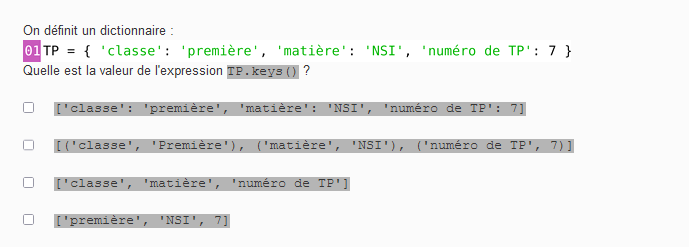 On définit un dictionnaire :
01 TP = { 'classe': 'première', 'matière': 'NSI', 'numéro de TP': 7 }
Quelle est la valeur de l'expression TP.keys() ?
['classe': 'première', 'matière': 'NSI', 'numéro de TP': 7]
[('classe', 'Première'), ('matière', 'NSI'), ('numéro de TP', 7)]
['classe', 'matière', 'numéro de TP']
['première', 'NSI', 7]